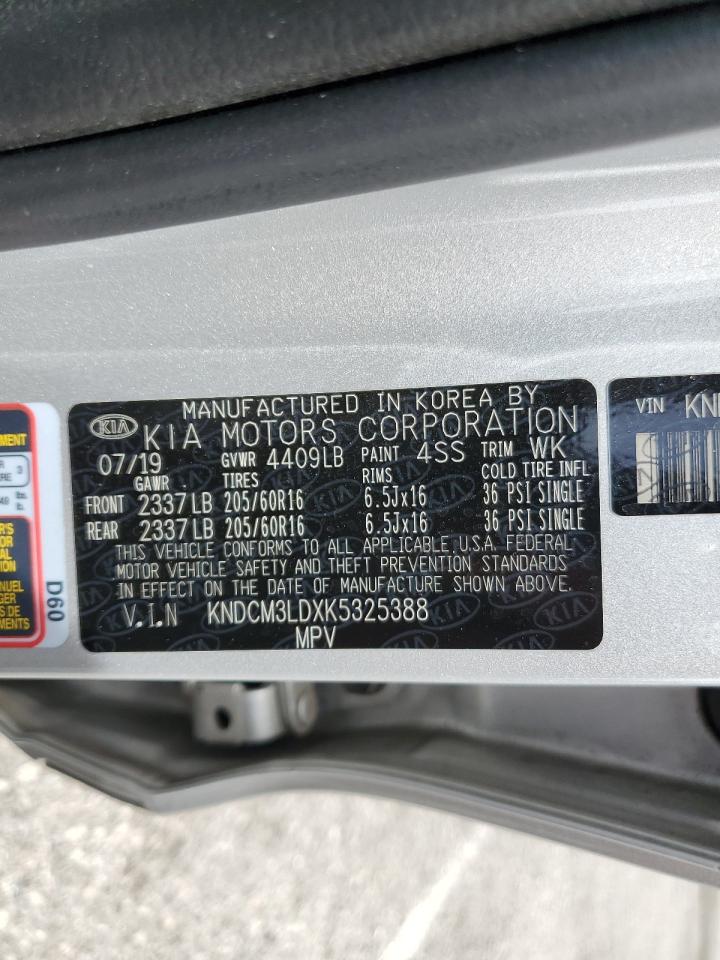 MANUFACTURED IN KOREA BY
KIA KIA MOTORS CORPORATION
07/19 GVWR 4409LB PAINT 4SS TRIM WK
GAWR TIRES RIMS COLD TIRE INFL
FRONT 2337LB 205/60R16 6.5Jx16 36 PSI SINGLE
REAR 2337LB 205/60R16 6.5Jx16 36 PSI SINGLE
THIS VEHICLE CONFORMS TO ALL APPLICABLE U.S.A. FEDERAL
MOTOR VEHICLE SAFETY AND THEFT PREVENTION STANDARDS
IN EFFECT ON THE DATE OF MANUFACTURE SHOWN ABOVE.
V.I.N KNDCM3LDXK5325388
MPV
D60
VIN KN